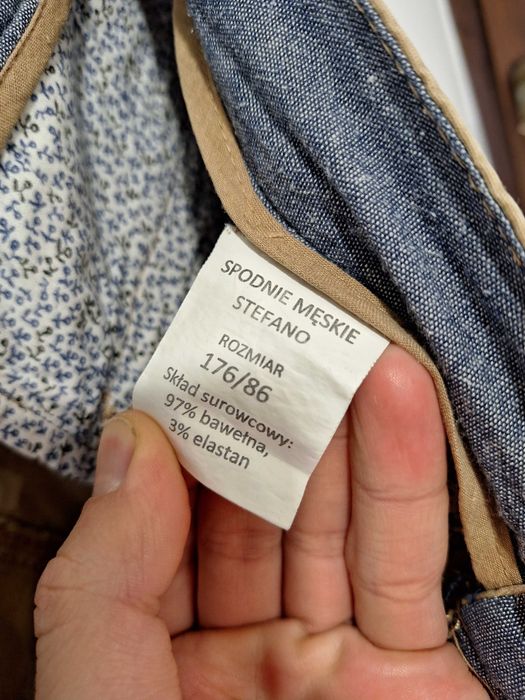 SPODNIE MĘSKIE
STEFANO
ROZMIAR
176/86
Skład surowcowy:
97% bawełna,
3% elastan